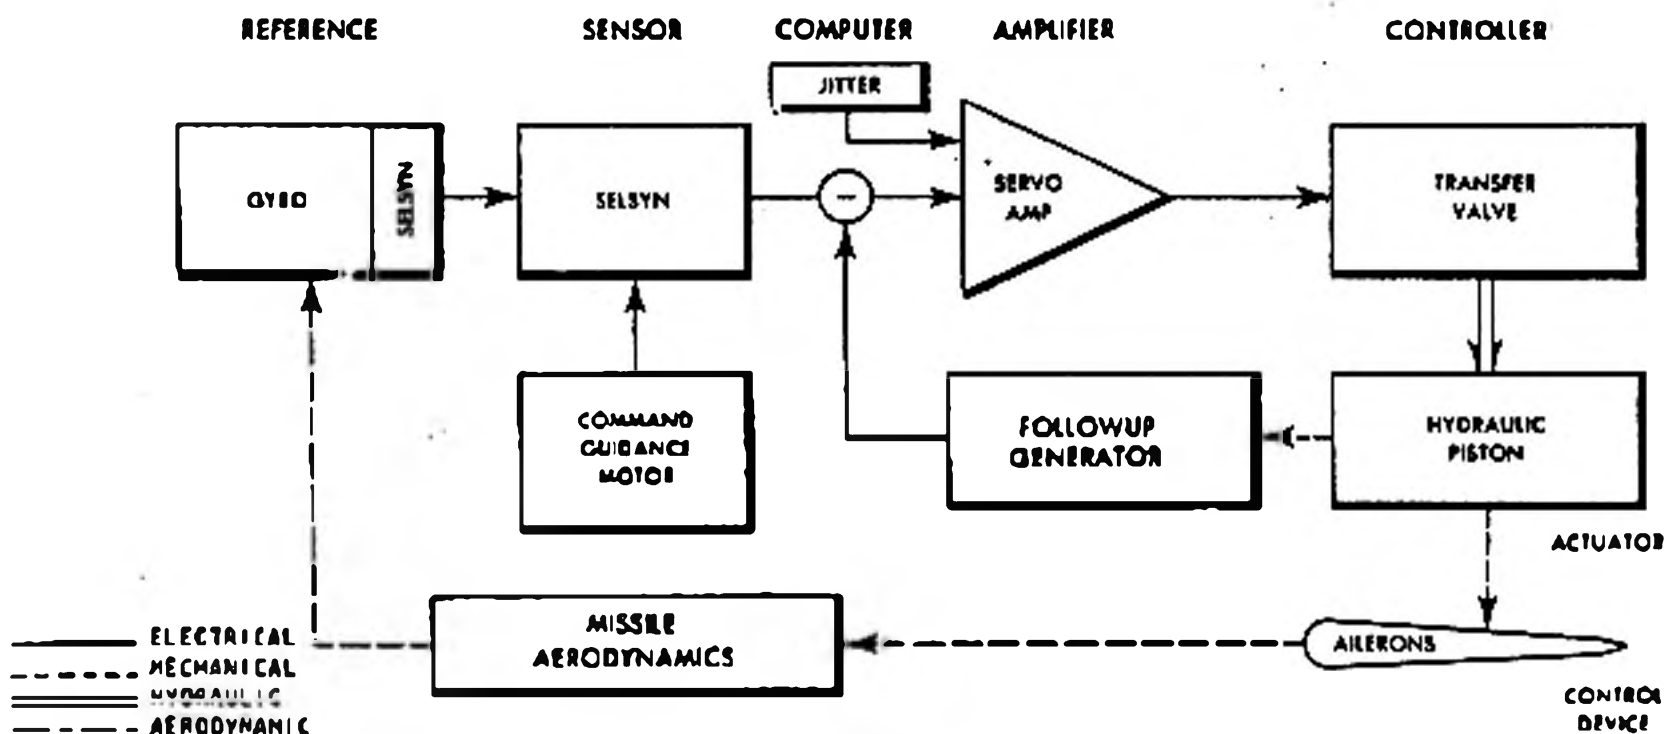 REFERENCE
SENSOR
COMPUTER
AMPLIFIER
CONTROLLER
JITTER
GYRO
SELSYN
SELSYN
-
SERVO
AMP
TRANSFER
VALVE
COMMAND
GUIDANCE
MOTOR
FOLLOWUP
GENERATOR
HYDRAULIC
PISTON
ACTUATOR
MISSILE
AERODYNAMICS
AILERONS
CONTROL
DEVICE
ELECTRICAL
MECHANICAL
HYDRAULIC
AERODYNAMIC